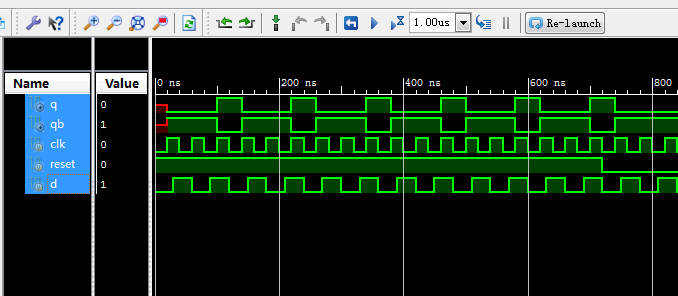 1.00us Re-launch
Name Value
0 ns 200 ns 400 ns 600 ns 800
q 0
qb 1
clk 0
reset 0
d 1